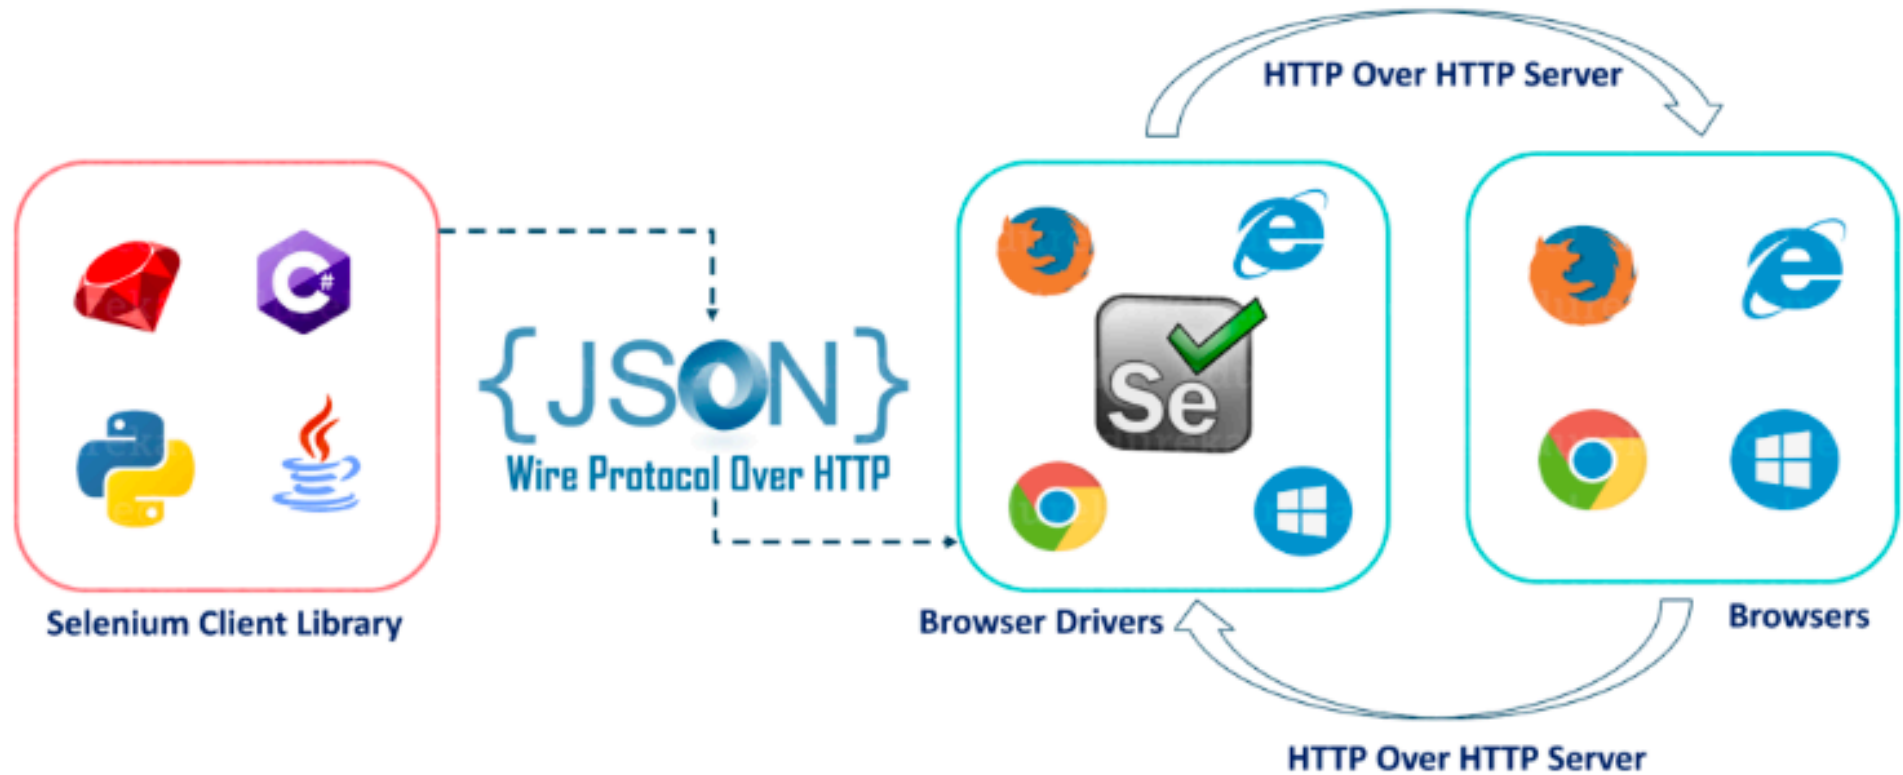 HTTP Over HTTP Server
C#
{JSON}
Wire Protocol Over HTTP
Se
Selenium Client Library
Browser Drivers
Browsers
HTTP Over HTTP Server